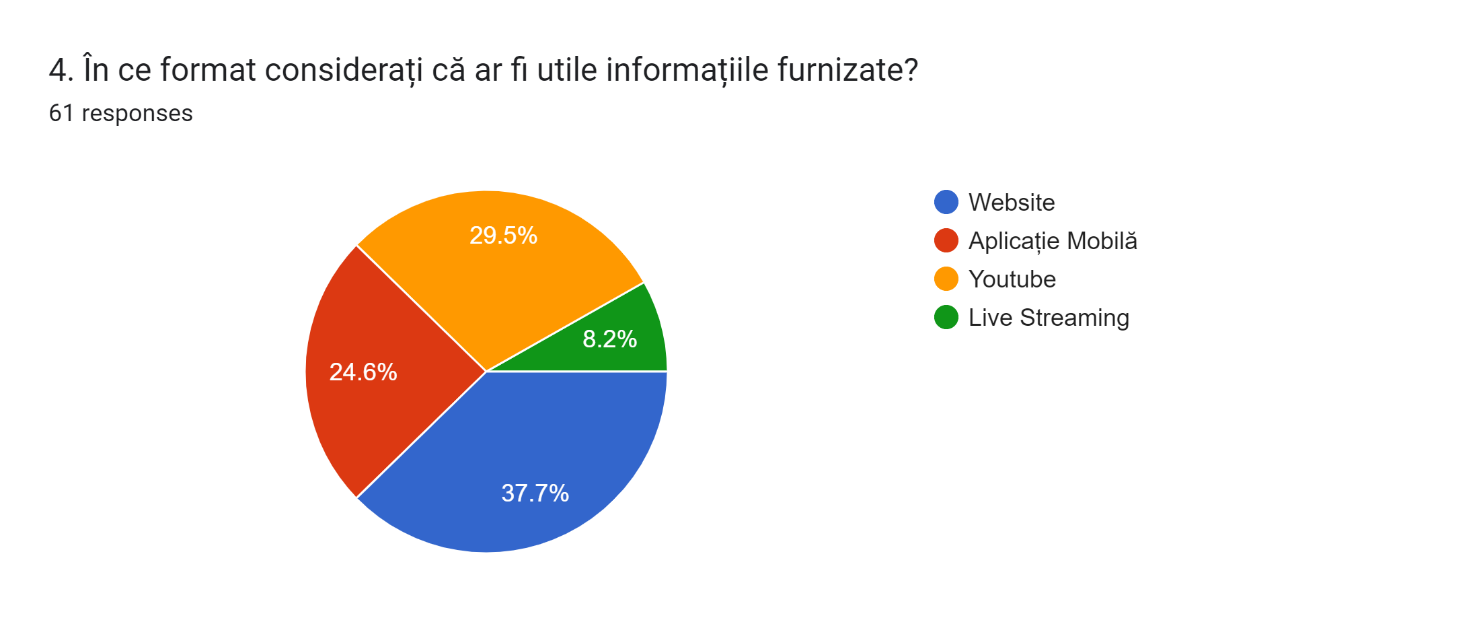 4. În ce format considerați că ar fi utile informațiile furnizate?
61 responses
29.5%
8.2%
24.6%
37.7%
Website
Aplicație Mobilă
Youtube
Live Streaming